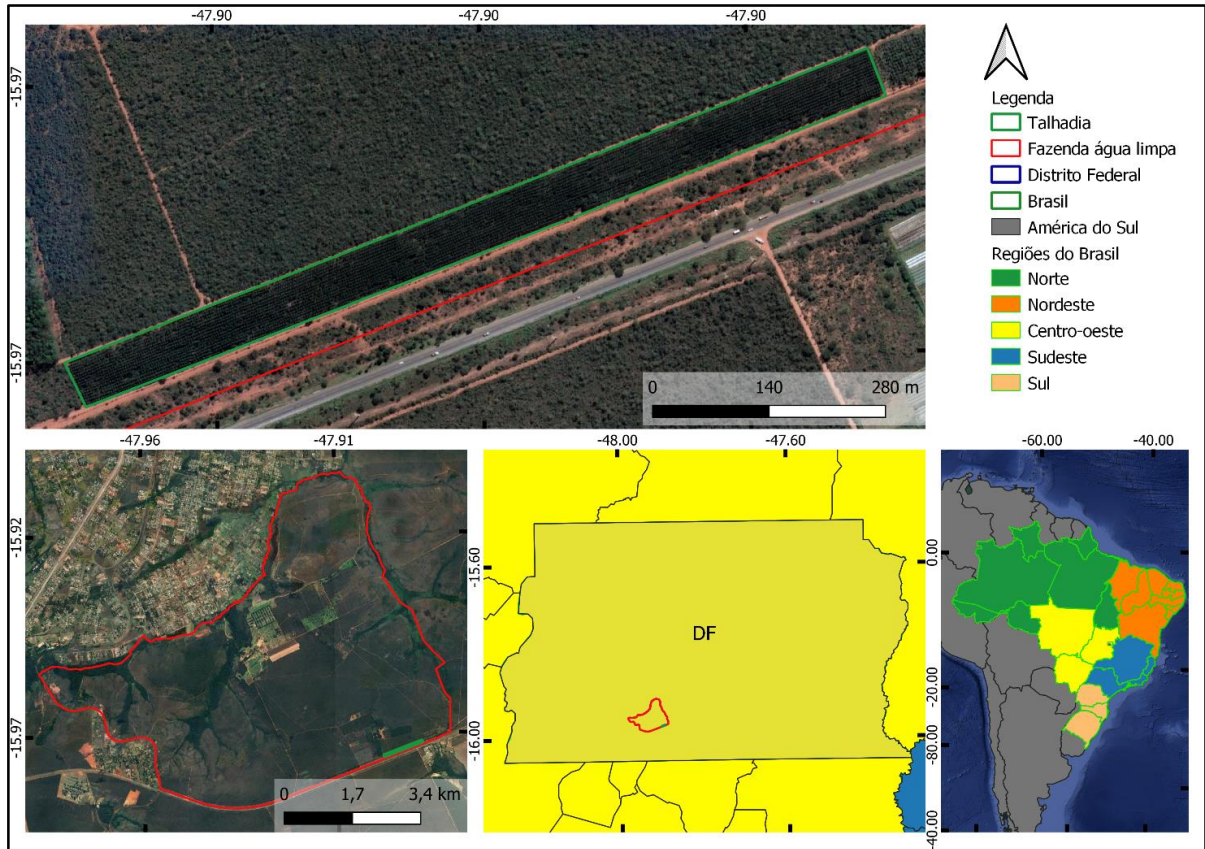 -47.90
-47.90
-47.90
-15.97
-15.97
0
140
280 m
Legenda
Talhadia
Fazenda água limpa
Distrito Federal
Brasil
América do Sul
Regiões do Brasil
Norte
Nordeste
Centro-oeste
Sudeste
Sul
-47.96
-47.91
-15.92
-15.97
0
1,7
3,4 km
-48.00
-47.60
-15.60
-16.00
DF
-60.00
-40.00
0.00
-20.00
-80.00
-40.00